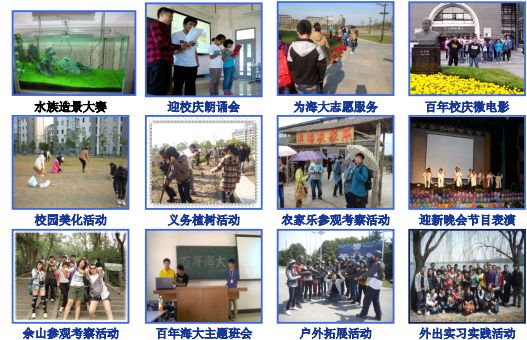 水族造景大赛
迎校庆朗诵会
为海大志愿服务
百年校庆微电影
校园美化活动
义务植树活动
农家乐参观考察活动
迎新晚会节目表演
百年海大
佘山参观考察活动
百年海大主题班会
户外拓展活动
外出实习实践活动